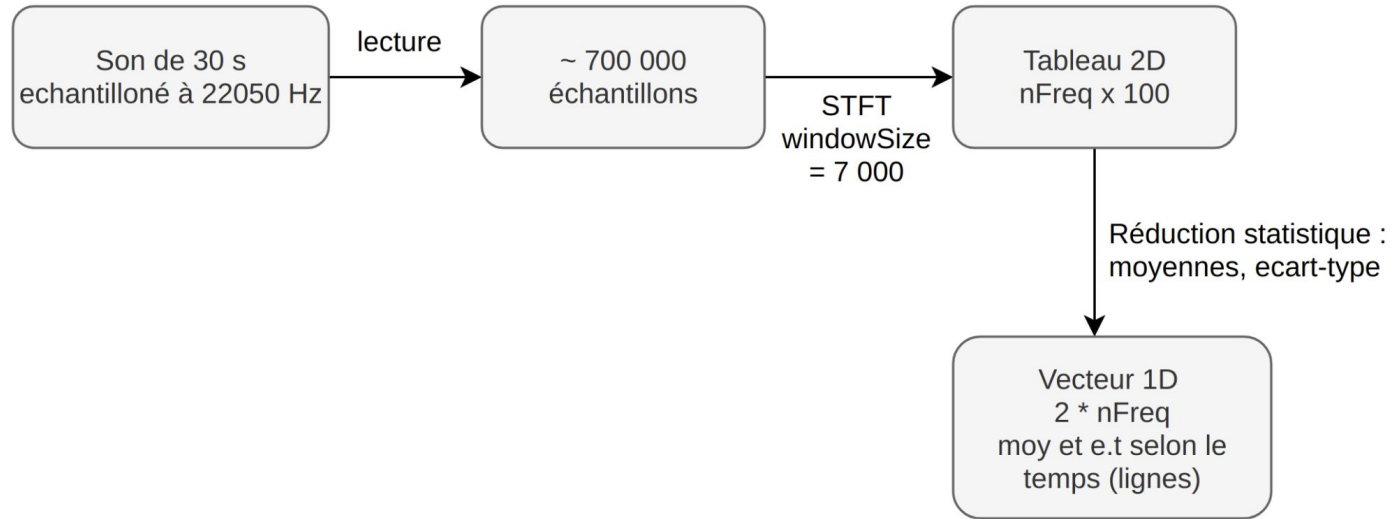 Son de 30 s
echantilloné à 22050 Hz
lecture
~ 700 000
échantillons
STFT
windowSize
= 7 000
Tableau 2D
nFreq x 100
Réduction statistique :
moyennes, ecart-type
Vecteur 1D
2 * nFreq
moy et e.t selon le
temps (lignes)